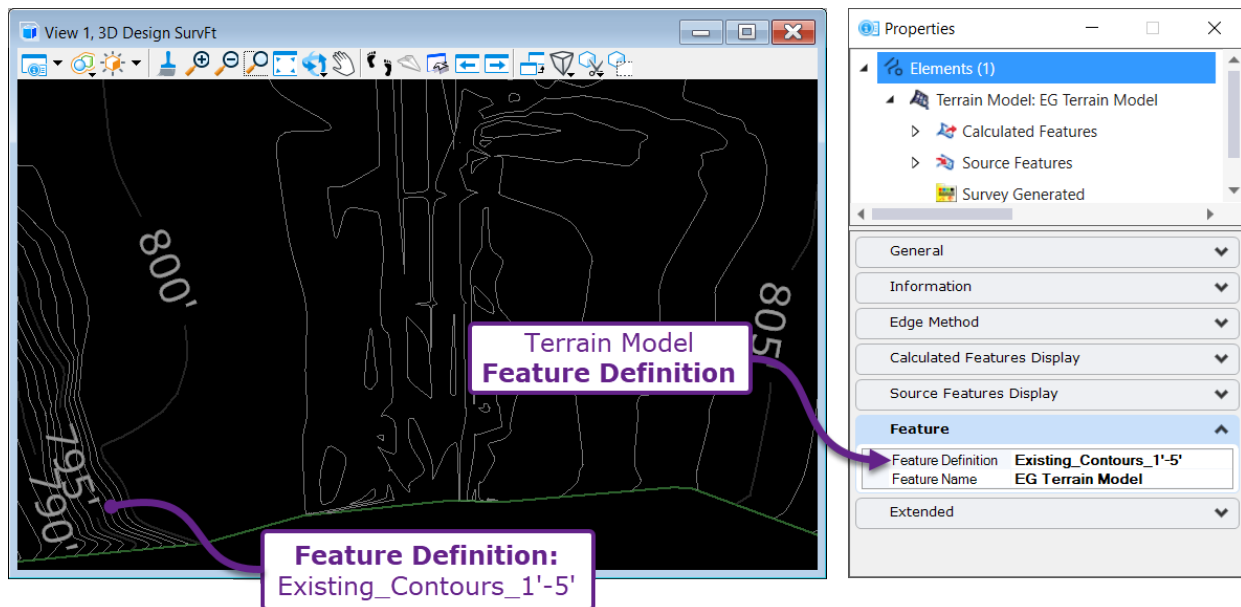 View 1, 3D Design SurvFt
800'
805'
795'
790'
Terrain Model
Feature Definition
Feature Definition:
Existing_Contours_1'-5'
Properties
Elements (1)
Terrain Model: EG Terrain Model
Calculated Features
Source Features
Survey Generated
General
Information
Edge Method
Calculated Features Display
Source Features Display
Feature
Feature Definition Existing_Contours_1'-5'
Feature Name EG Terrain Model
Extended